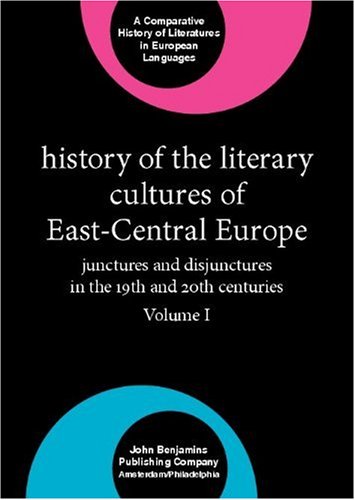 A Comparative
History of Literatures
in European
Languages
history of the literary
cultures of
East-Central Europe
junctures and disjunctures
in the 19th and 20th centuries
Volume I
John Benjamins
Publishing Company
Amsterdam/Philadelphia